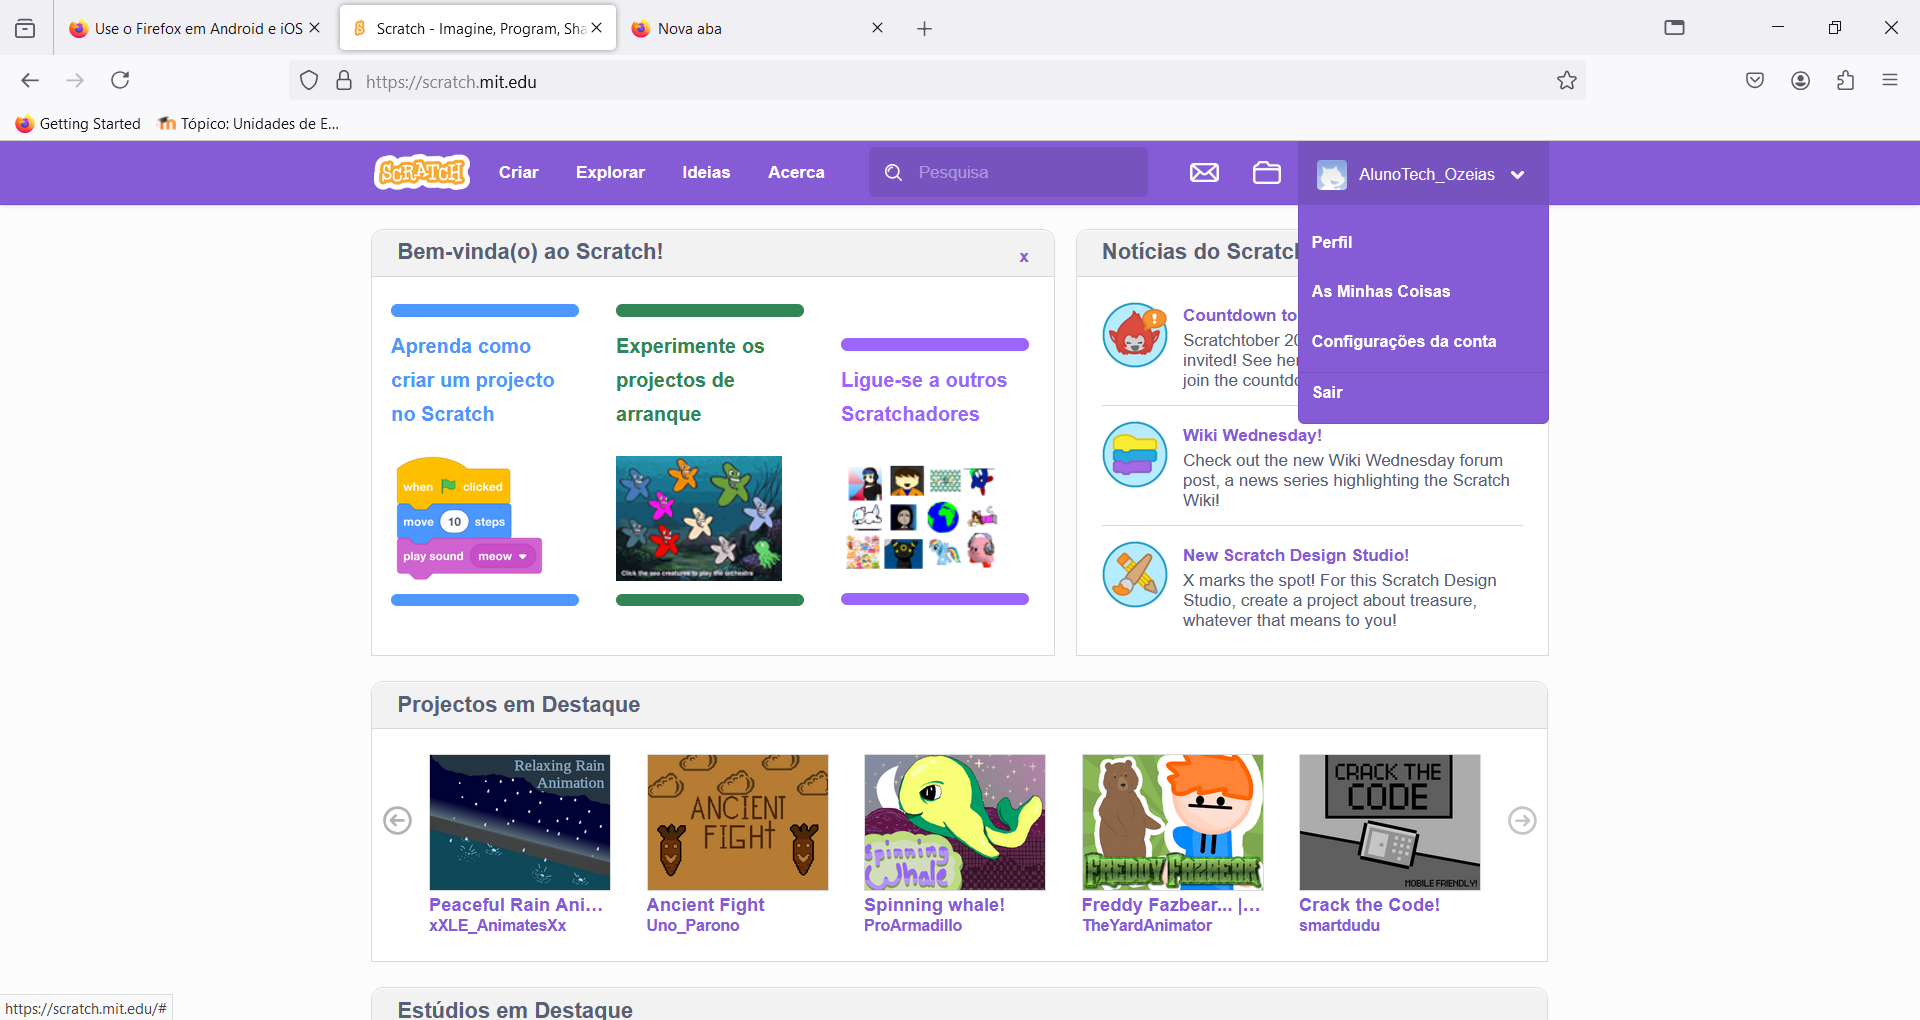 Use o Firefox em Android e iOS
Scratch - Imagine, Program, Sha
Nova aba
https://scratch.mit.edu
Getting Started
Tópico: Unidades de E...
SCRATCH
Criar
Explorar
Ideias
Acerca
Pesquisa
AlunoTech_Ozeias
Perfil
As Minhas Coisas
Configurações da conta
Sair
Bem-vinda(o) ao Scratch!
x
Aprenda como
criar um projecto
no Scratch
when clicked
move 10 steps
play sound meow
Experimente os
projectos de
arranque
Click the sea creatures to play the orchestra
Ligue-se a outros
Scratchadores
Notícias do Scratch
Countdown to
Scratchtober 20
invited! See her
join the countdo
Wiki Wednesday!
Check out the new Wiki Wednesday forum
post, a news series highlighting the Scratch
Wiki!
New Scratch Design Studio!
X marks the spot! For this Scratch Design
Studio, create a project about treasure,
whatever that means to you!
Projectos em Destaque
Relaxing Rain
Animation
Peaceful Rain Ani...
xXLE_AnimatesXx
ANCIENT
FIGHT
Ancient Fight
Uno_Parono
Spinning
Whale
Spinning whale!
ProArmadillo
FREDDY FAZBEAR
Freddy Fazbear... |...
TheYardAnimator
CRACK THE
CODE
MOBILE FRIENDLY!
Crack the Code!
smartdudu
Estúdios em Destaque
https://scratch.mit.edu/#